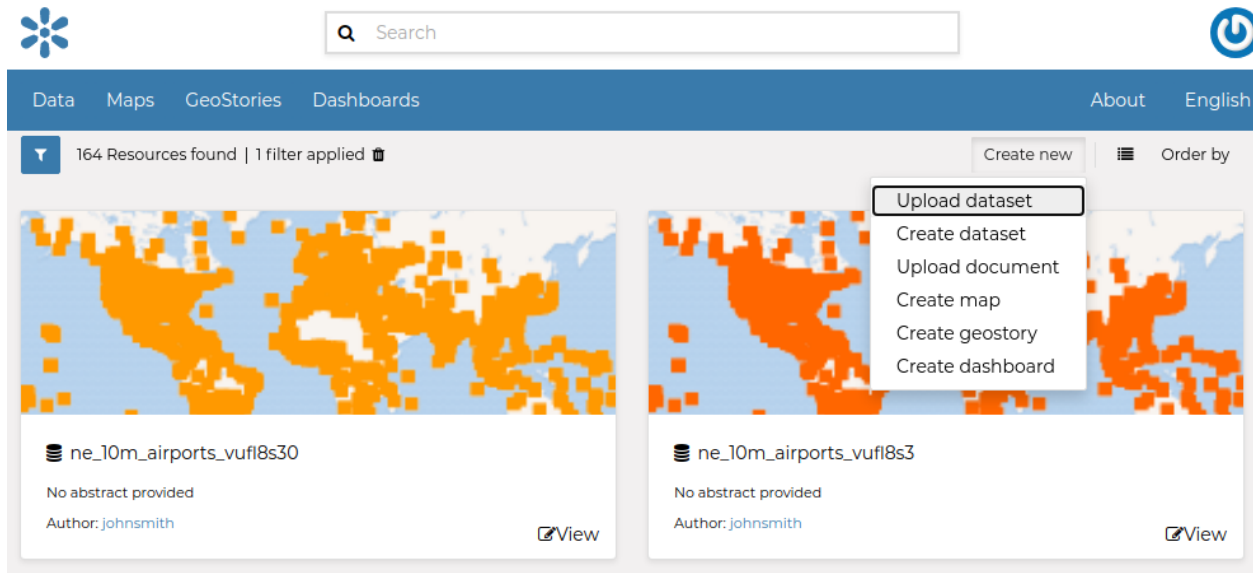 Search
Data Maps GeoStories Dashboards About English
164 Resources found | 1 filter applied Create new Order by
Upload dataset
Create dataset
Upload document
Create map
Create geostory
Create dashboard
ne_10m_airports_vufl8s30
No abstract provided
Author: johnsmith
View
ne_10m_airports_vufl8s3
No abstract provided
Author: johnsmith
View